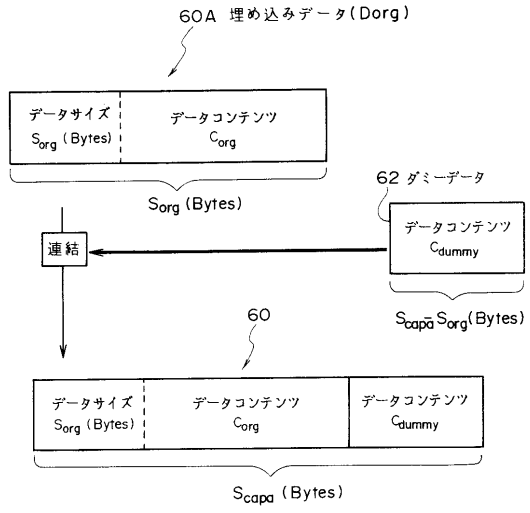 60A 埋め込みデータ(Dorg)
データサイズ
Sorg (Bytes)
データコンテンツ
Corg
Sorg (Bytes)
62 ダミーデータ
データコンテンツ
Cdummy
連結
Scapa-Sorg(Bytes)
60
データサイズ
Sorg (Bytes)
データコンテンツ
Corg
データコンテンツ
Cdummy
Scapa (Bytes)